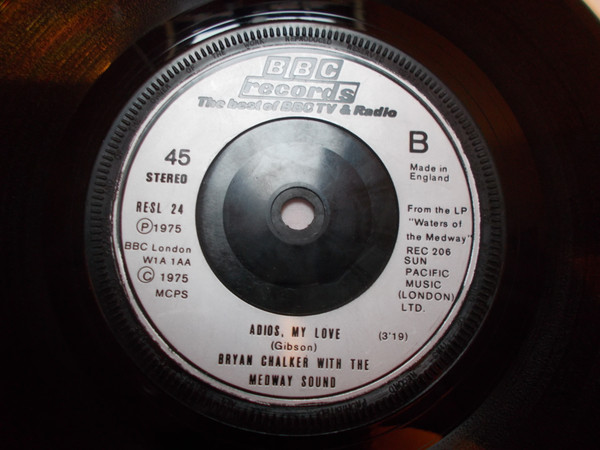 BBC
records
The best of BBC TV & Radio
45
STEREO
B
Made in
England
RESL 24
Ⓟ1975
BBC London
W1A 1AA
© 1975
MCPS
From the LP
"Waters of
the Medway"
REC 206
SUN
PACIFIC
MUSIC
(LONDON)
LTD.
ADIOS, MY LOVE
(3'19)
(Gibson)
BRYAN CHALKER WITH THE
MEDWAY SOUND